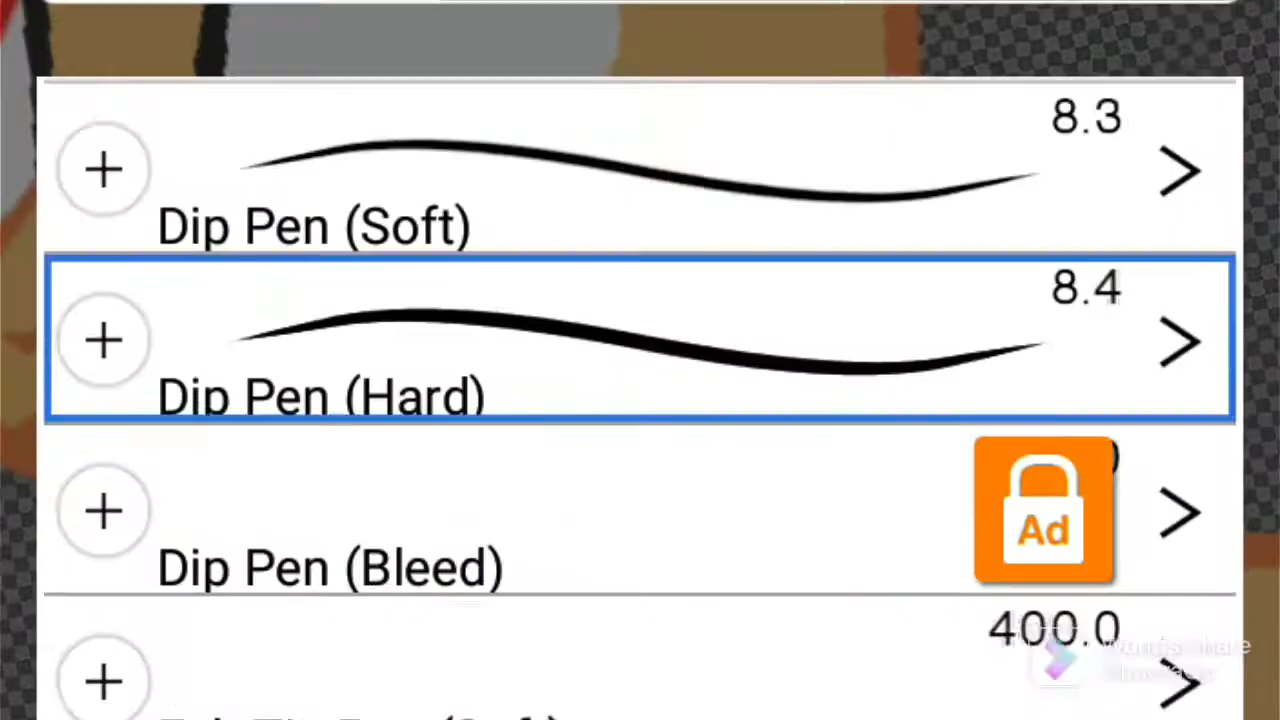 8.3
Dip Pen (Soft)
8.4
Dip Pen (Hard)
Ad
Dip Pen (Bleed)
400.0